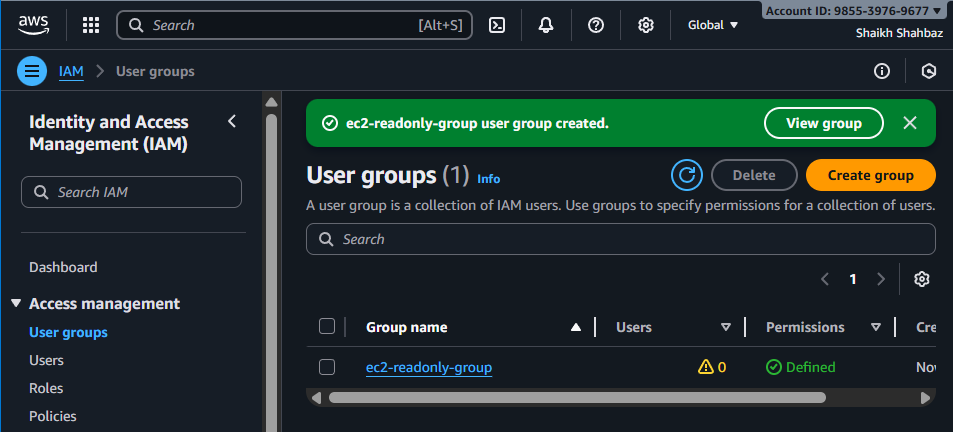 aws
Search [Alt+S]
Global
Account ID: 9855-3976-9677
Shaikh Shahbaz
IAM > User groups
Identity and Access
Management (IAM)
Search IAM
Dashboard
Access management
User groups
Users
Roles
Policies
ec2-readonly-group user group created.
View group
User groups (1) Info
Delete
Create group
A user group is a collection of IAM users. Use groups to specify permissions for a collection of users.
Search
1
Group name Users Permissions Cre
ec2-readonly-group 0 Defined Nov